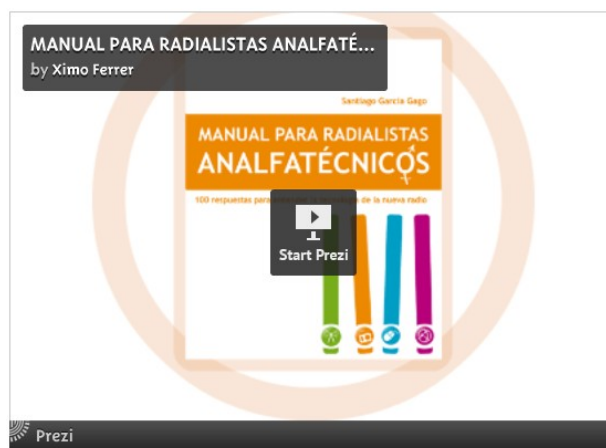 MANUAL PARA RADIALISTAS ANALFATÉ...
by Ximo Ferrer
Santiago García Gago
MANUAL PARA RADIALISTAS
ANALFATÉCNICOS
100 respuestas para de la nueva radio
Start Prezi
Prezi